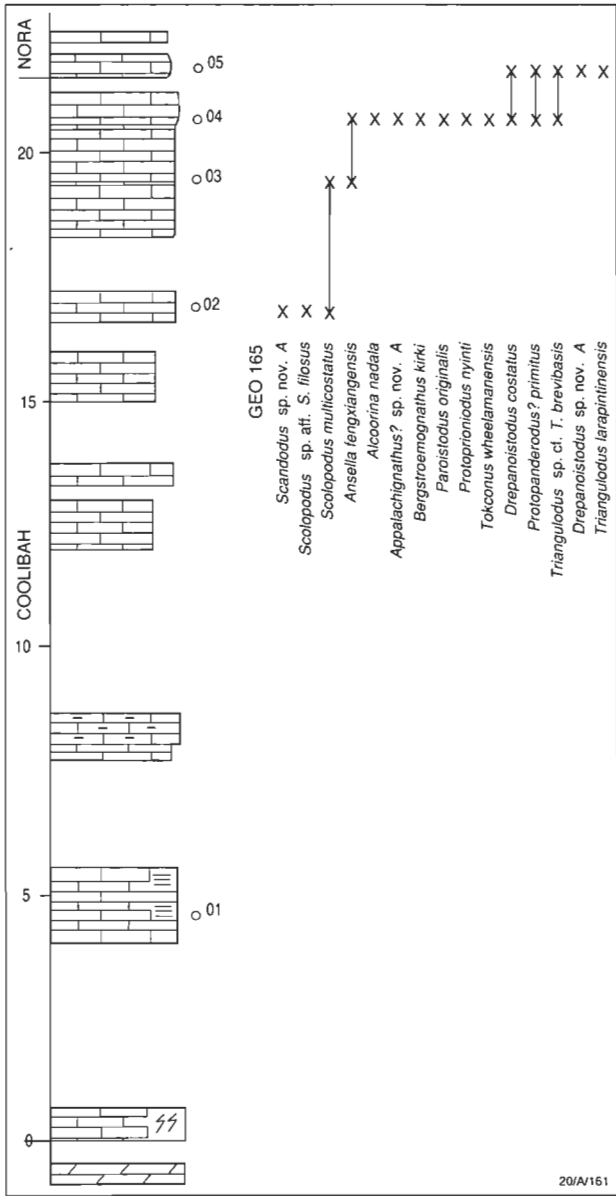 NORA
05
04
20
03
02
GEO 165
Scandodus sp. nov. A
Scolopodus sp. aff. S. filosus
Scolopodus multicostatus
Ansella fengxiangensis
Alcoorina nadala
Appalachignathus? sp. nov. A
Bergstroemognathus kirki
Paroistodus originalis
Protoprioniodus nyinti
Tokconus wheelamanensis
Drepanoistodus costatus
Protopanderodus? primitus
Triangulodus sp. cf. T. brevibasis
Drepanoistodus sp. nov. A
Triangulodus larapintinensis
15
COOLIBAH
10
5
01
0
20/A/161